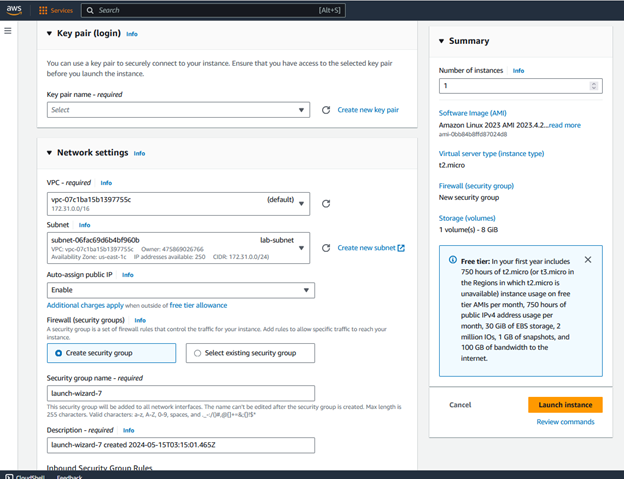 aws
Services
Search
[Alt+S]
Key pair (login) Info
You can use a key pair to securely connect to your instance. Ensure that you have access to the selected key pair
before you launch the instance.
Key pair name - required
Select
Create new key pair
Network settings Info
VPC - required Info
vpc-07c1ba15b1397755c (default)
172.31.0.0/16
Subnet Info
subnet-06fac69d6b4bf960b lab-subnet
VPC: vpc-07c1ba15b1397755c Owner: 475869026766
Availability Zone: us-east-1c IP addresses available: 250 CIDR: 172.31.0.0/24)
Create new subnet
Auto-assign public IP Info
Enable
Additional charges apply when outside of free tier allowance
Firewall (security groups) Info
A security group is a set of firewall rules that control the traffic for your instance. Add rules to allow specific traffic to reach your
instance.
Create security group
Select existing security group
Security group name - required
launch-wizard-7
This security group will be added to all network interfaces. The name can't be edited after the security group is created. Max length is
255 characters. Valid characters: a-z, A-Z, 0-9, spaces, and ._-:/()#,@[]+=&;{}!$*
Description - required Info
launch-wizard-7 created 2024-05-15T03:15:01.465Z
Inbound Security Group Rules
Summary
Number of instances Info
1
Software Image (AMI)
Amazon Linux 2023 AMI 2023.4.2...read more
ami-0bb84b8ffd87024d8
Virtual server type (instance type)
t2.micro
Firewall (security group)
New security group
Storage (volumes)
1 volume(s) - 8 GiB
Free tier: In your first year includes
750 hours of t2.micro (or t3.micro in
the Regions in which t2.micro is
unavailable) instance usage on free
tier AMIs per month, 750 hours of
public IPv4 address usage per
month, 30 GiB of EBS storage, 2
million IOs, 1 GB of snapshots, and
100 GB of bandwidth to the
internet.
Cancel
Launch instance
Review commands
CloudShell Feedback